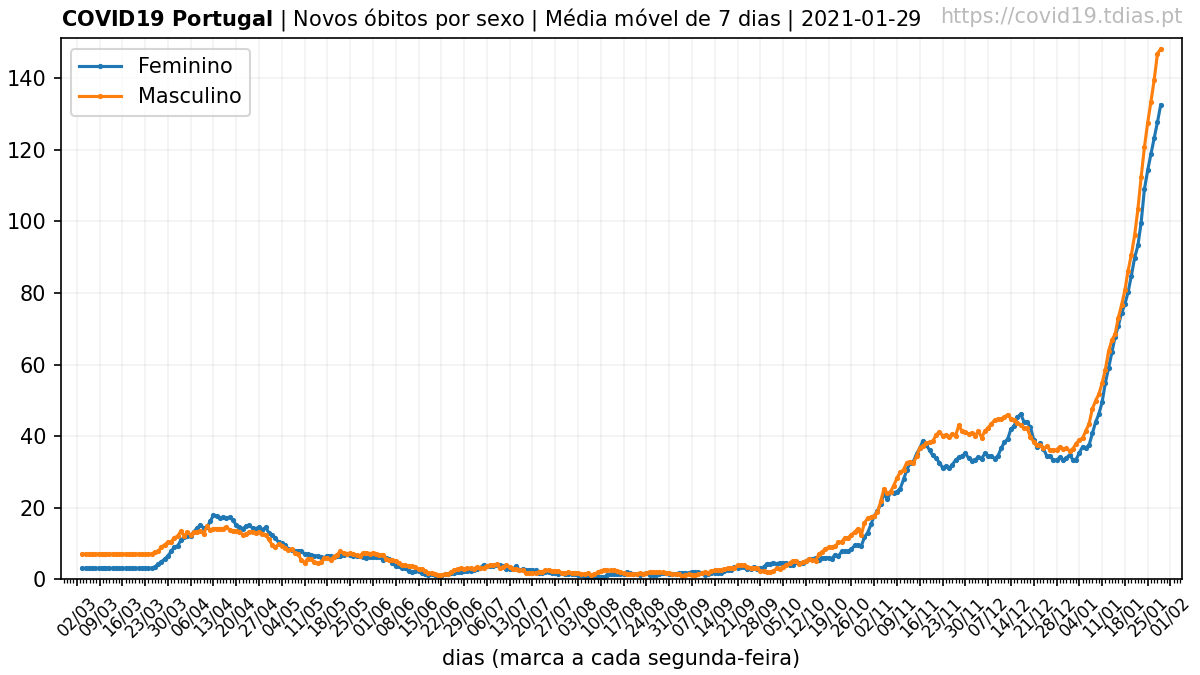 COVID19 Portugal | Novos óbitos por sexo | Média móvel de 7 dias | 2021-01-29 https://covid19.tdias.pt
Feminino
Masculino
140
120
100
80
60
40
20
0
02/03 09/03 16/03 23/03 30/03 06/04 13/04 20/04 27/04 04/05 11/05 18/05 25/05 01/06 08/06 15/06 22/06 29/06 06/07 13/07 20/07 27/07 03/08 10/08 17/08 24/08 31/08 07/09 14/09 21/09 28/09 05/10 12/10 19/10 26/10 02/11 09/11 16/11 23/11 30/11 07/12 14/12 21/12 28/12 04/01 11/01 18/01 25/01 01/02
dias (marca a cada segunda-feira)